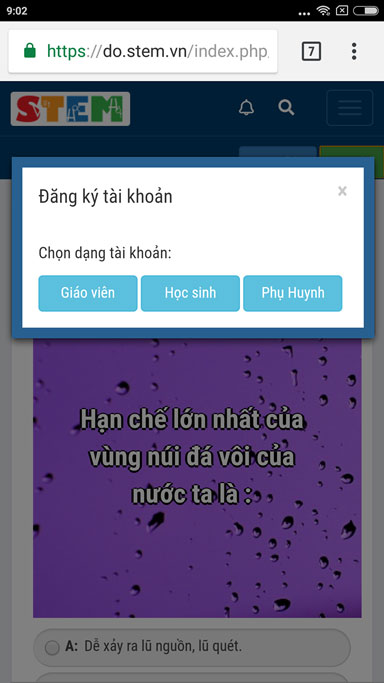 9:02
https://do.stem.vn/index.php
7
STEM
Đăng ký tài khoản
×
Chọn dạng tài khoản:
Giáo viên
Học sinh
Phụ Huynh
Hạn chế lớn nhất của
vùng núi đá vôi của
nước ta là :
A: Dễ xảy ra lũ nguồn, lũ quét.